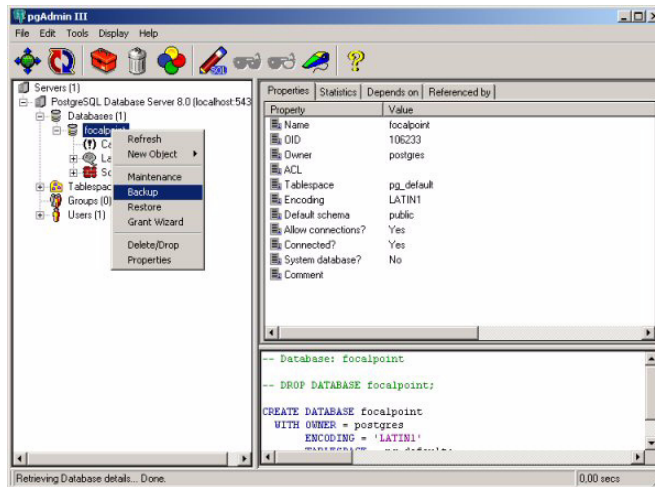 pgAdmin III
File Edit Tools Display Help
SQL
Servers (1)
PostgreSQL Database Server 8.0 (localhost:543
Databases (1)
focalpoint
Refresh
New Object
Maintenance
Backup
Restore
Grant Wizard
Delete/Drop
Properties
Tablespac
Groups (0)
Users (1)
Properties Statistics Depends on Referenced by
Property Value
Name focalpoint
OID 106233
Owner postgres
ACL
Tablespace pg_default
Encoding LATIN1
Default schema public
Allow connections? Yes
Connected? Yes
System database? No
Comment
-- Database: focalpoint
-- DROP DATABASE focalpoint;
CREATE DATABASE focalpoint
WITH OWNER = postgres
ENCODING = 'LATIN1'
Retrieving Database details... Done.
0.00 secs